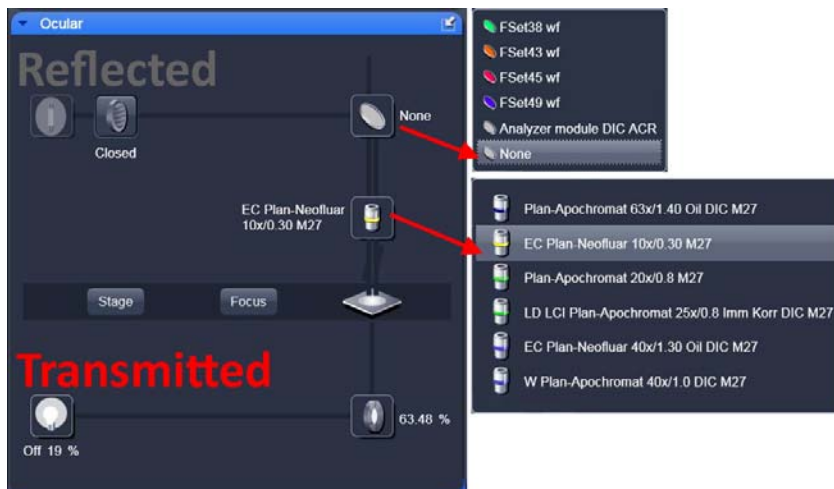 Ocular
Reflected
None
Closed
EC Plan-Neofluar
10x/0.30 M27
Stage
Focus
Transmitted
63.48 %
Off 19 %
FSet38 wf
FSet43 wf
FSet45 wf
FSet49 wf
Analyzer module DIC ACR
None
Plan-Apochromat 63x/1.40 Oil DIC M27
EC Plan-Neofluar 10x/0.30 M27
Plan-Apochromat 20x/0.8 M27
LD LCI Plan-Apochromat 25x/0.8 Imm Korr DIC M27
EC Plan-Neofluar 40x/1.30 Oil DIC M27
W Plan-Apochromat 40x/1.0 DIC M27